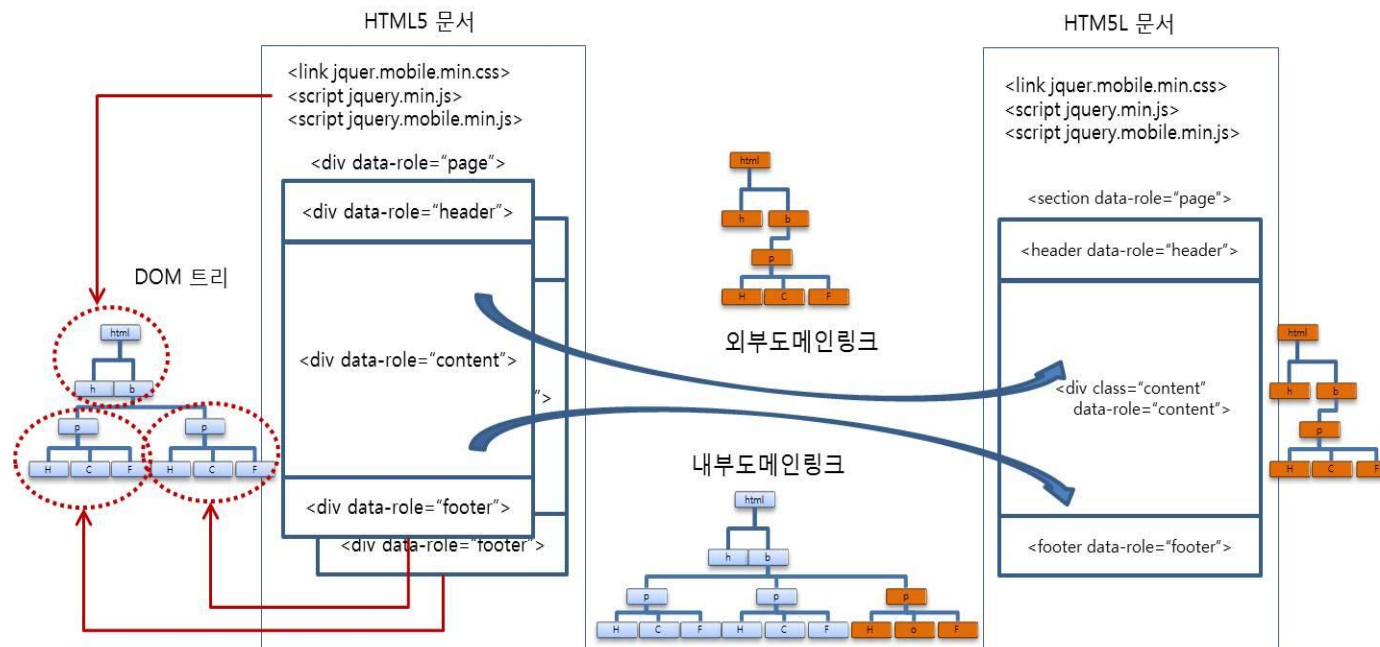 HTML5 문서
<link jquer.mobile.min.css>
<script jquery.min.js>
<script jquery.mobile.min.js>
<div data-role=“page”>
<div data-role=“header”>
<div data-role=“content”>
”>
<div data-role=“footer”>
<div data-role=“footer”>
DOM 트리
html
h b
p p
H C F H C F
html
h b
p
H C F
외부도메인링크
내부도메인링크
html
h b
p p p
H C F H C F H o F
HTM5L 문서
<link jquer.mobile.min.css>
<script jquery.min.js>
<script jquery.mobile.min.js>
<section data-role=“page”>
<header data-role=“header”>
<div class=“content”
data-role=“content”>
<footer data-role=“footer”>
html
h b
p
H C F